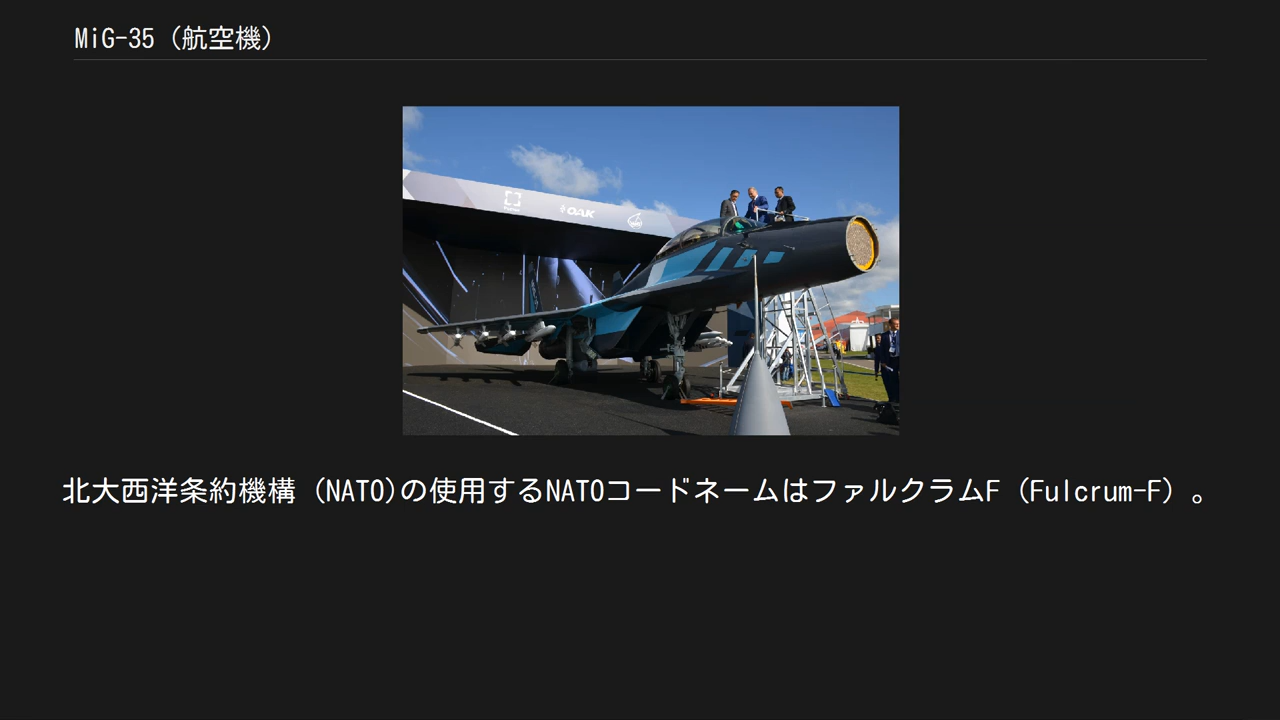 MiG-35（航空機）
OAK
北大西洋条約機構（NATO)の使用するNATOコードネームはファルクラムF（Fulcrum-F）。